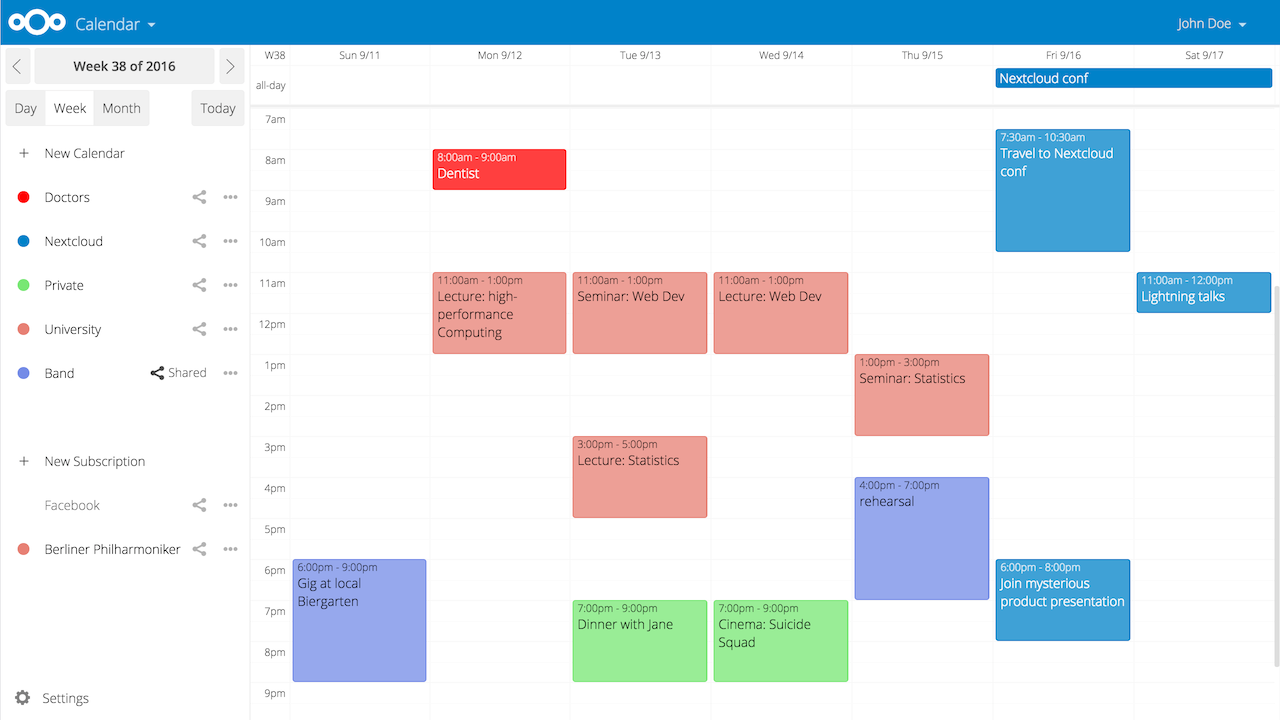 Calendar
John Doe
Week 38 of 2016
Day Week Month Today
New Calendar
Doctors
Nextcloud
Private
University
Band Shared
New Subscription
Facebook
Berliner Philharmoniker
Settings
W38 Sun 9/11 Mon 9/12 Tue 9/13 Wed 9/14 Thu 9/15 Fri 9/16 Sat 9/17
all-day
Nextcloud conf
7am
8am
9am
10am
11am
12pm
1pm
2pm
3pm
4pm
5pm
6pm
7pm
8pm
9pm
6:00pm - 9:00pm
Gig at local
Biergarten
8:00am - 9:00am
Dentist
11:00am - 1:00pm
Lecture: high-
performance
Computing
11:00am - 1:00pm
Seminar: Web Dev
3:00pm - 5:00pm
Lecture: Statistics
7:00pm - 9:00pm
Dinner with Jane
11:00am - 1:00pm
Lecture: Web Dev
7:00pm - 9:00pm
Cinema: Suicide
Squad
1:00pm - 3:00pm
Seminar: Statistics
4:00pm - 7:00pm
rehearsal
7:30am - 10:30am
Travel to Nextcloud
conf
6:00pm - 8:00pm
Join mysterious
product presentation
11:00am - 12:00pm
Lightning talks